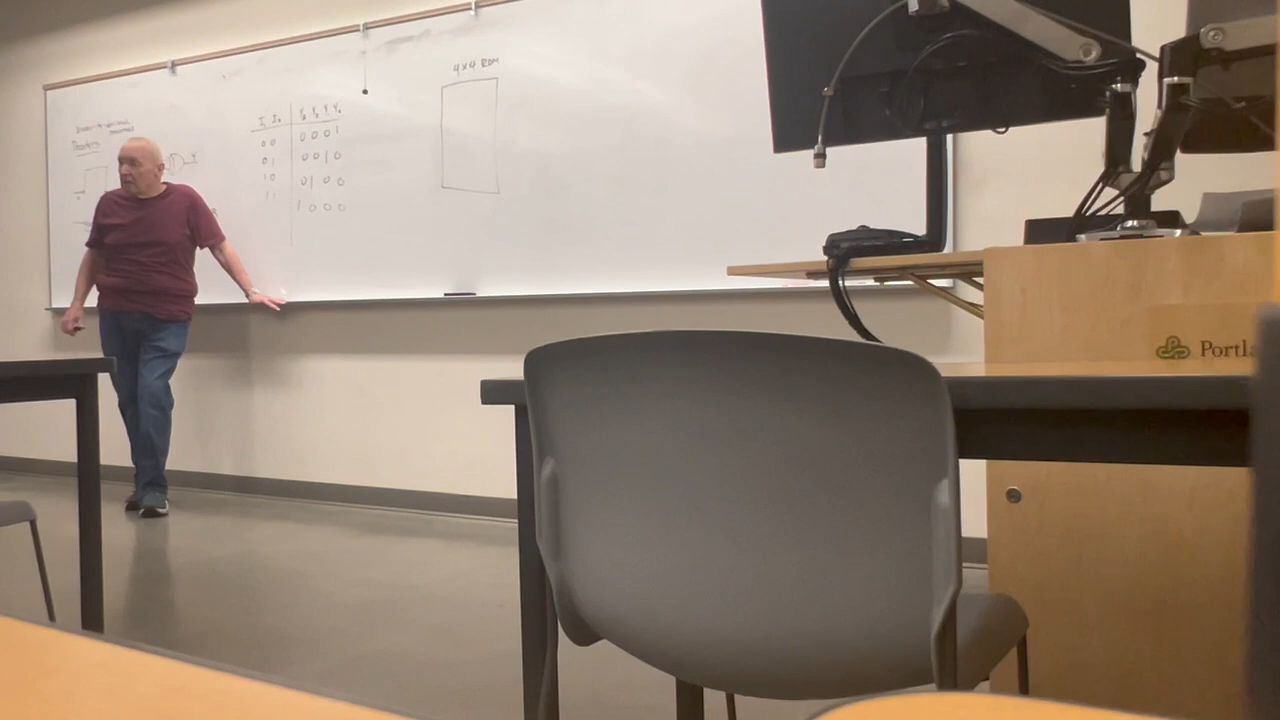 Decoders
Y
I₁ I₀ Y₃ Y₂ Y₁ Y₀
0 0 0 0 0 1
0 1 0 0 1 0
1 0 0 1 0 0
1 1 1 0 0 0
4x4 ROM
Portla